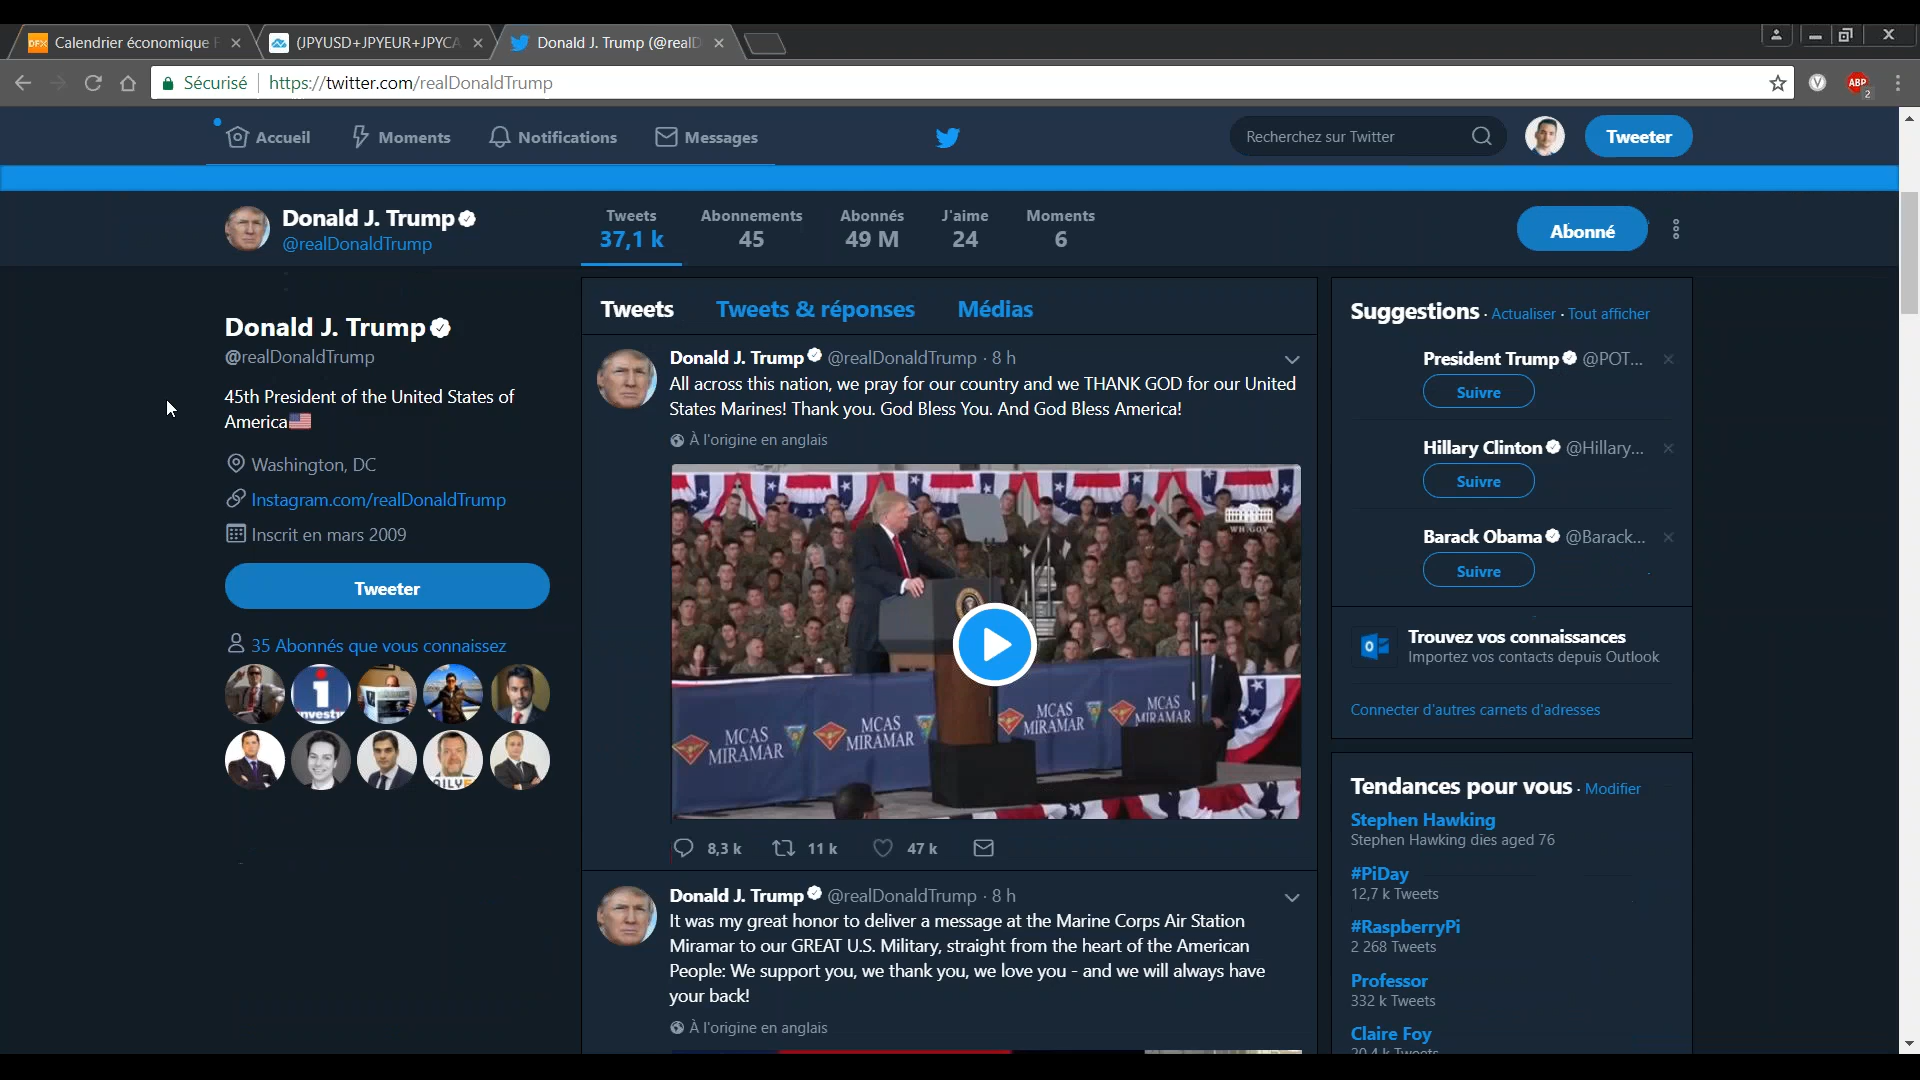 DFX Calendrier économique F
(JPYUSD+JPYEUR+JPYCA
Donald J. Trump (@realD
Sécurisé
https://twitter.com/realDonaldTrump
ABP
2
Accueil
Moments
Notifications
Messages
Recherchez sur Twitter
Tweeter
Donald J. Trump
@realDonaldTrump
Tweets
37,1 k
Abonnements
45
Abonnés
49 M
J'aime
24
Moments
6
Abonné
Donald J. Trump
@realDonaldTrump
45th President of the United States of
America
Washington, DC
Instagram.com/realDonaldTrump
Inscrit en mars 2009
Tweeter
35 Abonnés que vous connaissez
Tweets
Tweets & réponses
Médias
Donald J. Trump @realDonaldTrump · 8 h
All across this nation, we pray for our country and we THANK GOD for our United
States Marines! Thank you. God Bless You. And God Bless America!
À l'origine en anglais
WH.GOV
MCAS
MIRAMAR
MCAS
MIRAMAR
MCAS
MIRAMAR
MCAS
MIRAMAR
8,3 k
11 k
47 k
Donald J. Trump @realDonaldTrump · 8 h
It was my great honor to deliver a message at the Marine Corps Air Station
Miramar to our GREAT U.S. Military, straight from the heart of the American
People: We support you, we thank you, we love you - and we will always have
your back!
À l'origine en anglais
Suggestions · Actualiser · Tout afficher
President Trump @POT...
Suivre
Hillary Clinton @Hillary...
Suivre
Barack Obama @Barack...
Suivre
Trouvez vos connaissances
Importez vos contacts depuis Outlook
Connecter d'autres carnets d'adresses
Tendances pour vous · Modifier
Stephen Hawking
Stephen Hawking dies aged 76
#PiDay
12,7 k Tweets
#RaspberryPi
2 268 Tweets
Professor
332 k Tweets
Claire Foy
20,4 k Tweets